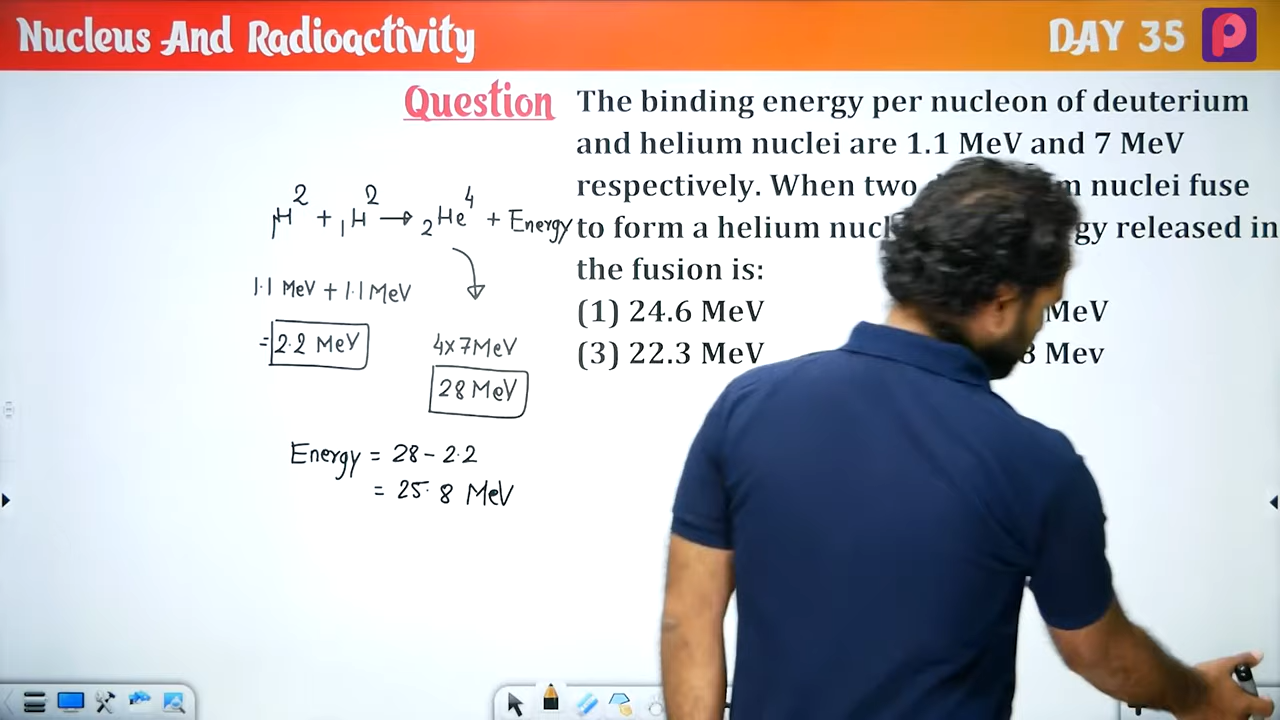 Nucleus And Radioactivity
DAY 35
Question The binding energy per nucleon of deuterium
and helium nuclei are 1.1 MeV and 7 MeV
respectively. When two nuclei fuse
to form a helium released in
the fusion is:
(1) 24.6 MeV MeV
(3) 22.3 MeV Mev
₁H² + ₁H² → ₂He⁴ + Energy
1.1 MeV + 1.1 MeV
= 2.2 MeV
4x7MeV
28 MeV
Energy = 28 - 2.2
= 25.8 MeV